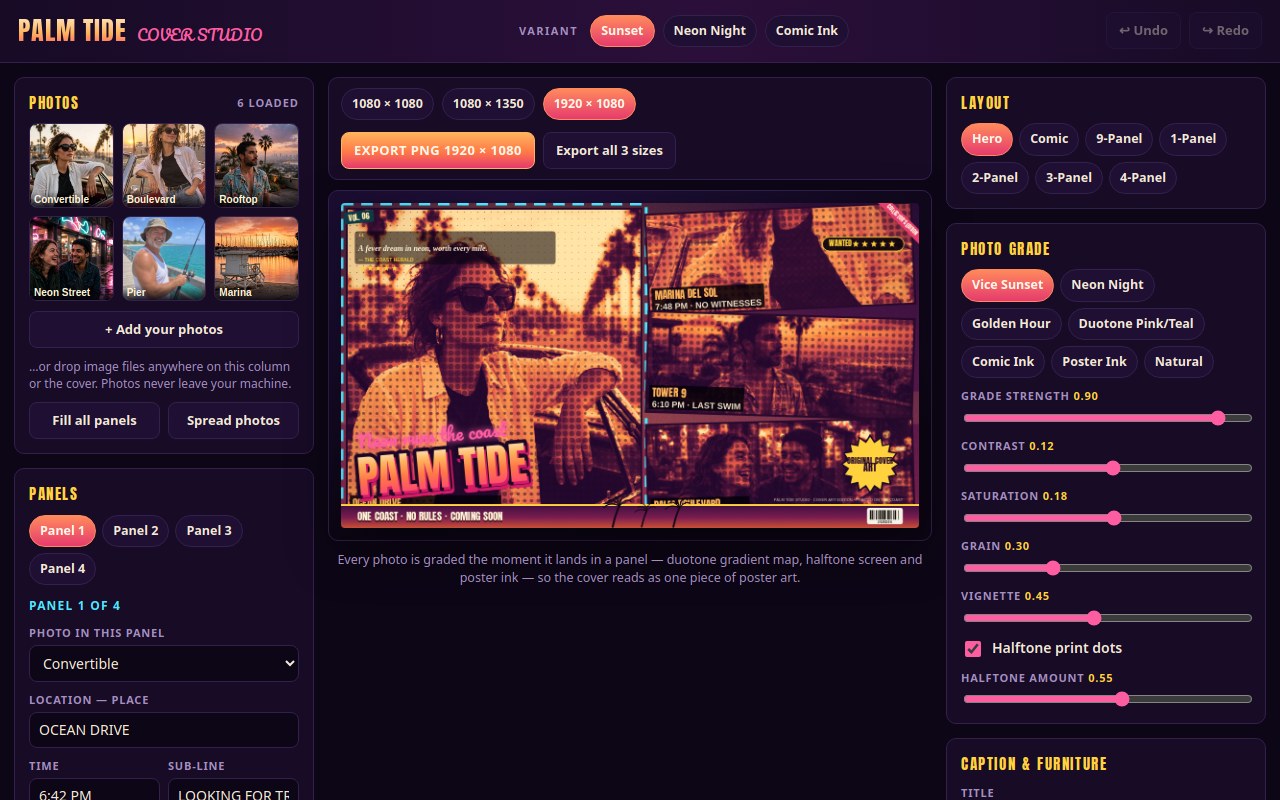 PALM TIDE COVER STUDIO
VARIANT Sunset Neon Night Comic Ink
↩ Undo ↪ Redo
PHOTOS 6 LOADED
Convertible Boulevard Rooftop
Neon Street Pier Marina
+ Add your photos
…or drop image files anywhere on this column
or the cover. Photos never leave your machine.
Fill all panels Spread photos
PANELS
Panel 1 Panel 2 Panel 3
Panel 4
PANEL 1 OF 4
PHOTO IN THIS PANEL
Convertible
LOCATION — PLACE
OCEAN DRIVE
TIME SUB-LINE
6:42 PM LOOKING FOR TR
1080 × 1080 1080 × 1350 1920 × 1080
EXPORT PNG 1920 × 1080 Export all 3 sizes
VOL. 06
A fever dream in neon, worth every mile.
— THE COAST HERALD
WANTED ★★★★★
MARINA DEL SOL
7:48 PM · NO WITNESSES
TOWER 9
6:10 PM · LAST SWIM
PALM TIDE
ORIGINAL COVER
ART
ONE COAST · NO RULES · COMING SOON
Every photo is graded the moment it lands in a panel — duotone gradient map, halftone screen and
poster ink — so the cover reads as one piece of poster art.
LAYOUT
Hero Comic 9-Panel 1-Panel
2-Panel 3-Panel 4-Panel
PHOTO GRADE
Vice Sunset Neon Night
Golden Hour Duotone Pink/Teal
Comic Ink Poster Ink Natural
GRADE STRENGTH 0.90
CONTRAST 0.12
SATURATION 0.18
GRAIN 0.30
VIGNETTE 0.45
Halftone print dots
HALFTONE AMOUNT 0.55
CAPTION & FURNITURE
TITLE